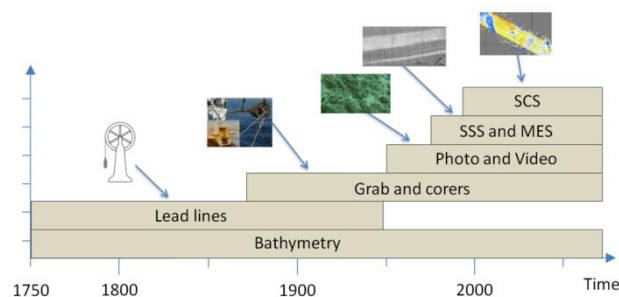 SCS
SSS and MES
Photo and Video
Grab and corers
Lead lines
Bathymetry
1750 1800 1900 2000 Time